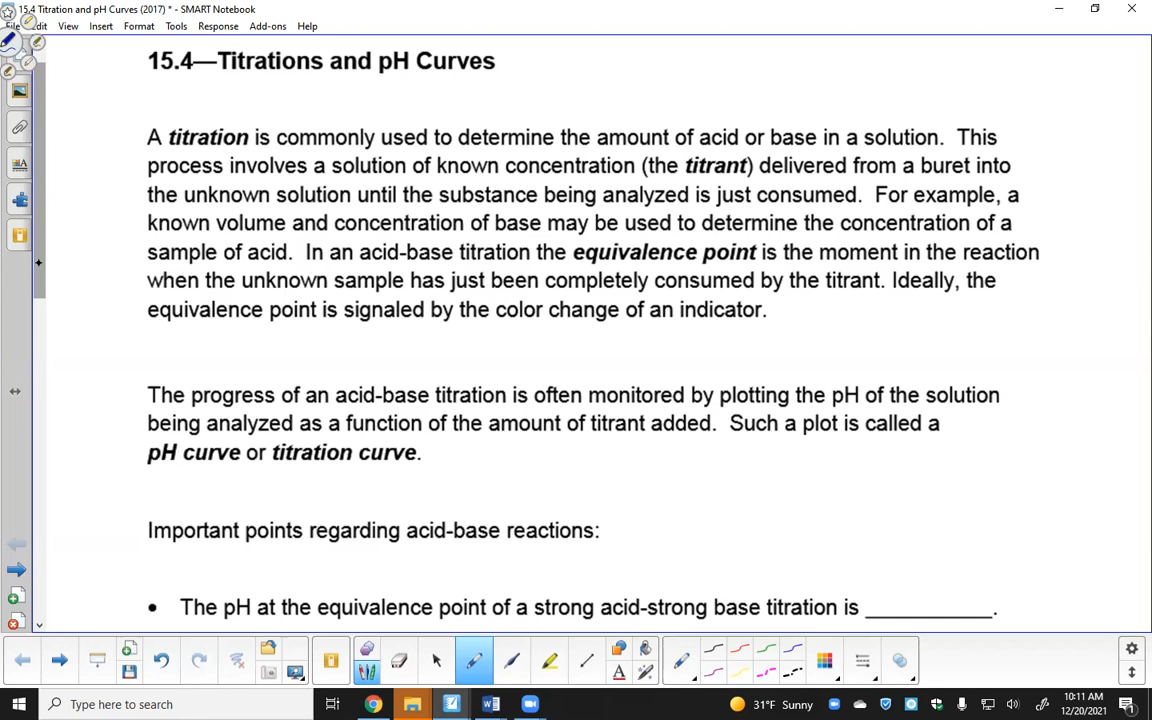 15.4 Titration and pH Curves (2017) * - SMART Notebook
File Edit View Insert Format Tools Response Add-ons Help
15.4—Titrations and pH Curves
A titration is commonly used to determine the amount of acid or base in a solution. This
process involves a solution of known concentration (the titrant) delivered from a buret into
the unknown solution until the substance being analyzed is just consumed. For example, a
known volume and concentration of base may be used to determine the concentration of a
sample of acid. In an acid-base titration the equivalence point is the moment in the reaction
when the unknown sample has just been completely consumed by the titrant. Ideally, the
equivalence point is signaled by the color change of an indicator.
The progress of an acid-base titration is often monitored by plotting the pH of the solution
being analyzed as a function of the amount of titrant added. Such a plot is called a
pH curve or titration curve.
Important points regarding acid-base reactions:
• The pH at the equivalence point of a strong acid-strong base titration is __________.
Type here to search
31°F Sunny
10:11 AM
12/20/2021